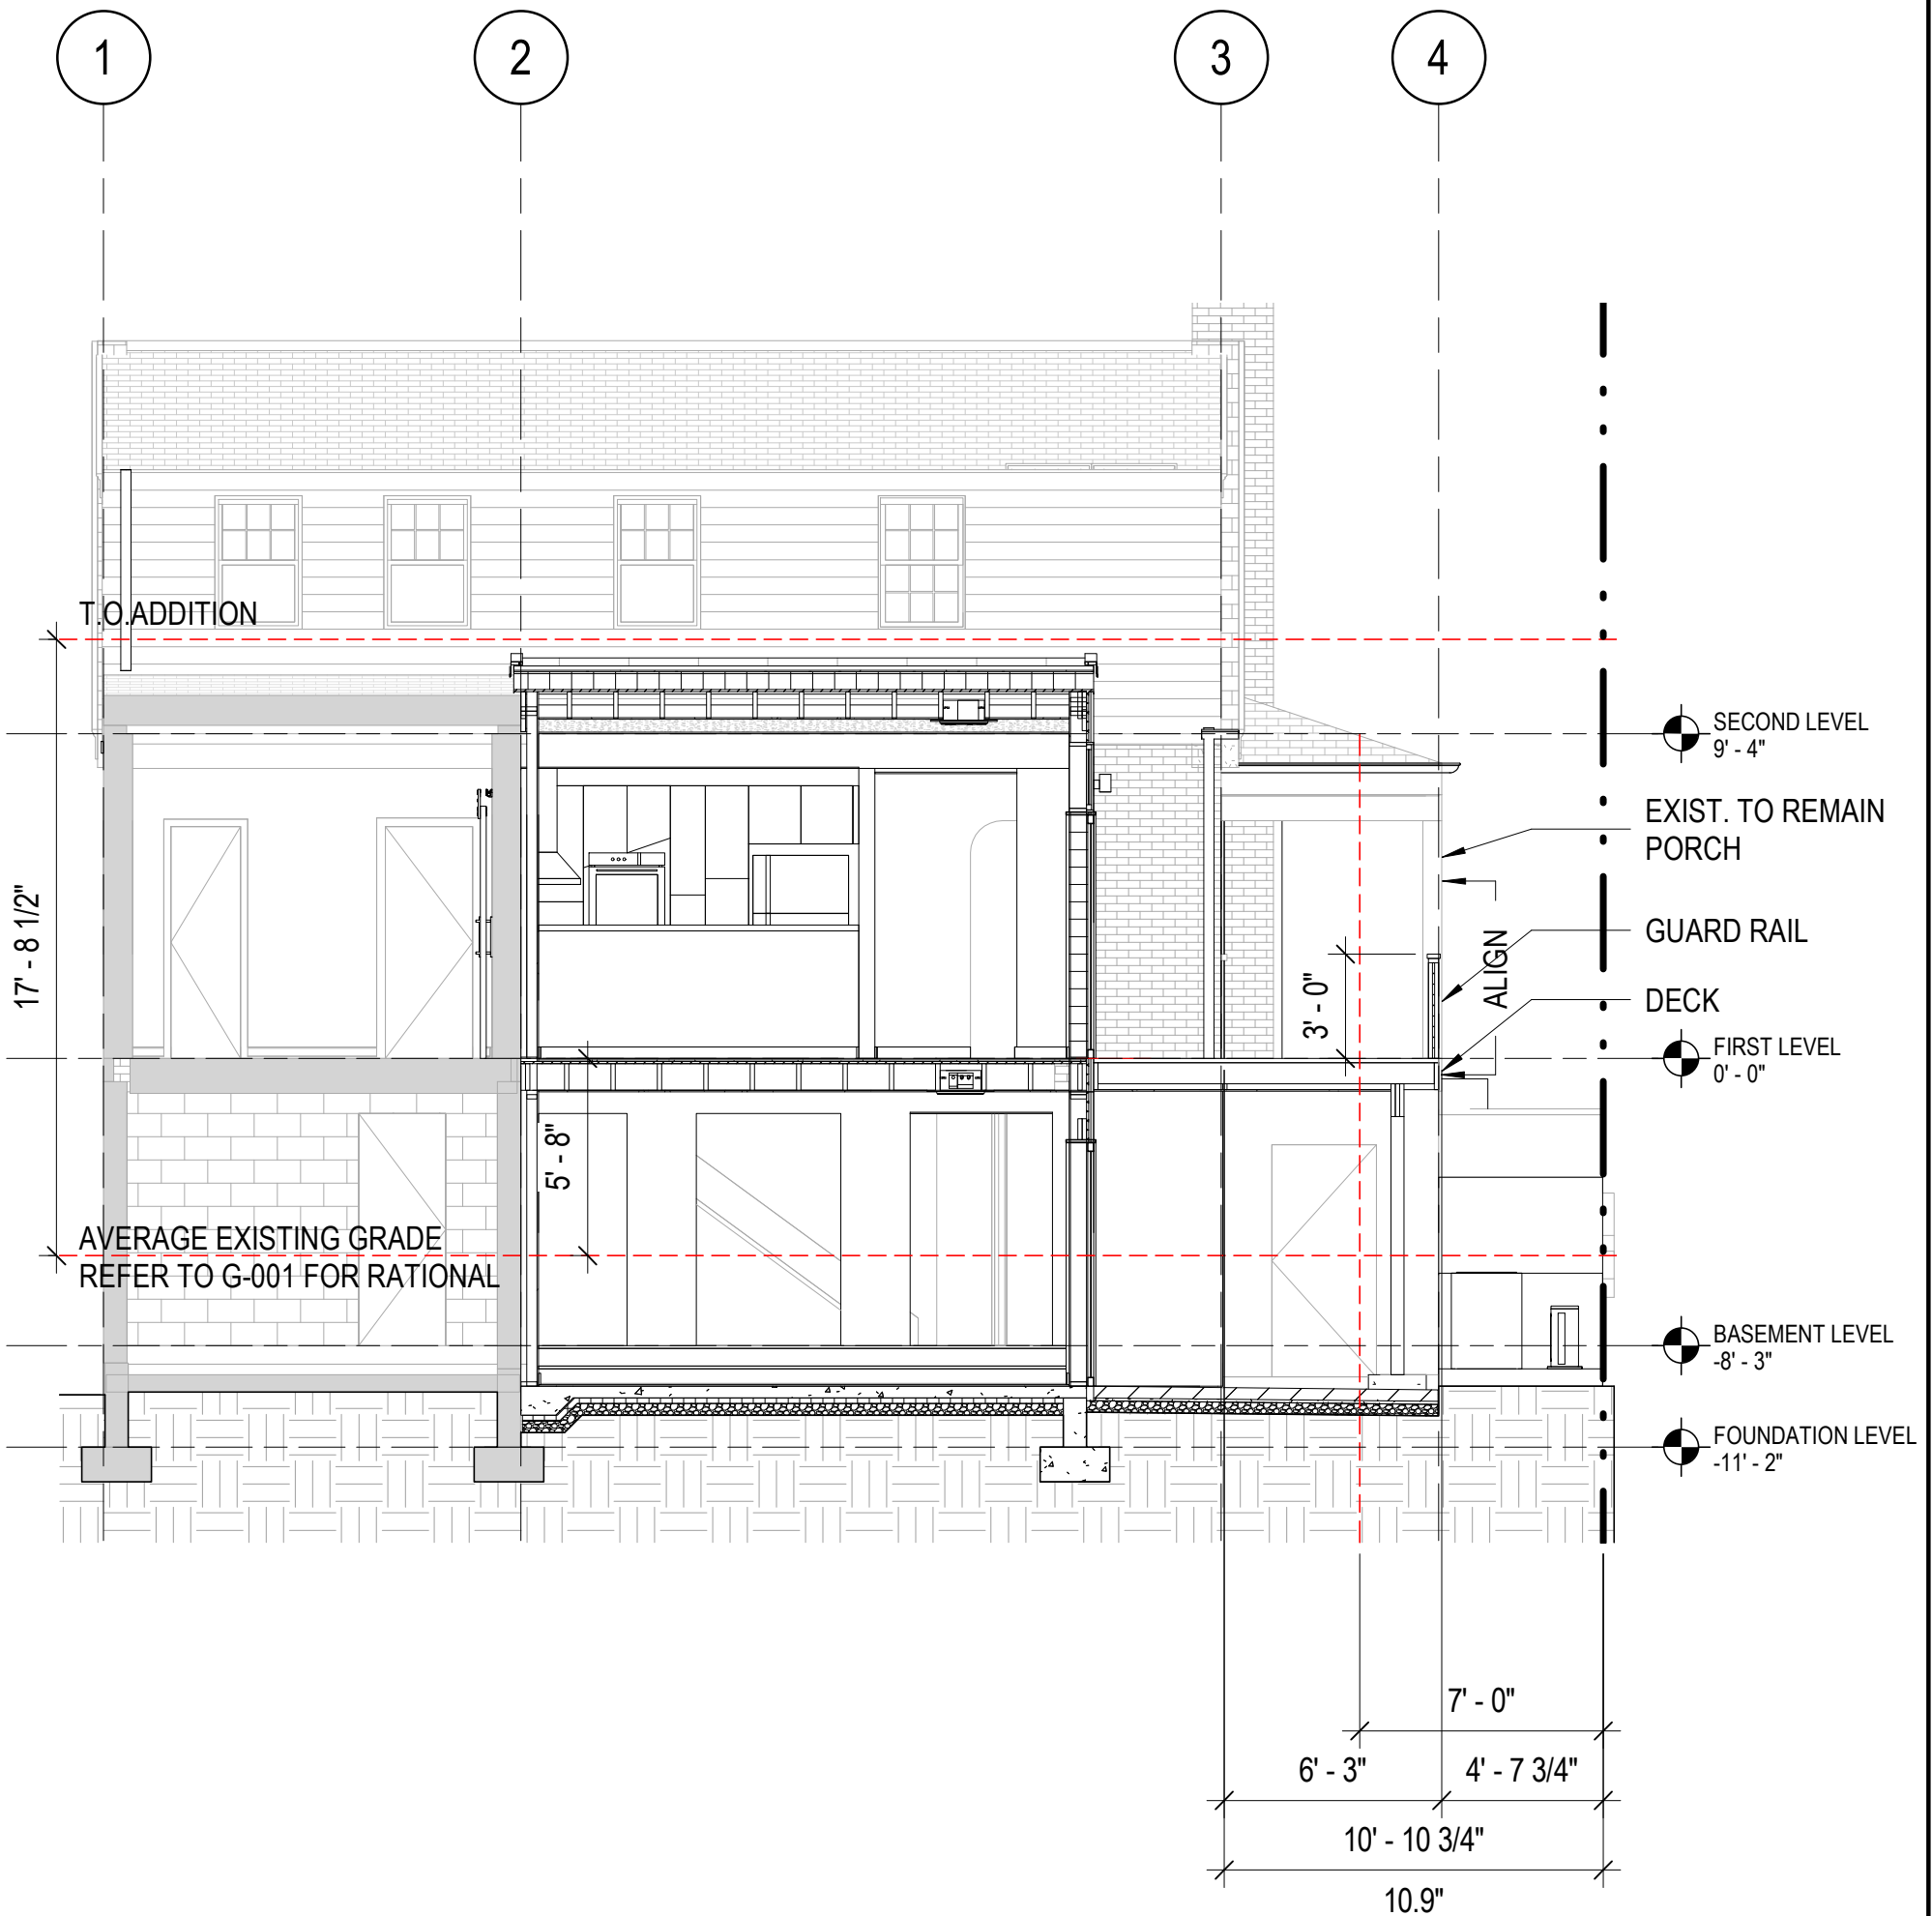 1
2
3
4
T.O.ADDITION
SECOND LEVEL
9' - 4"
EXIST. TO REMAIN
PORCH
17' - 8 1/2"
GUARD RAIL
ALIGN
3' - 0"
DECK
FIRST LEVEL
0' - 0"
5' - 8"
AVERAGE EXISTING GRADE
REFER TO G-001 FOR RATIONAL
BASEMENT LEVEL
-8' - 3"
FOUNDATION LEVEL
-11' - 2"
7' - 0"
6' - 3"
4' - 7 3/4"
10' - 10 3/4"
10.9"